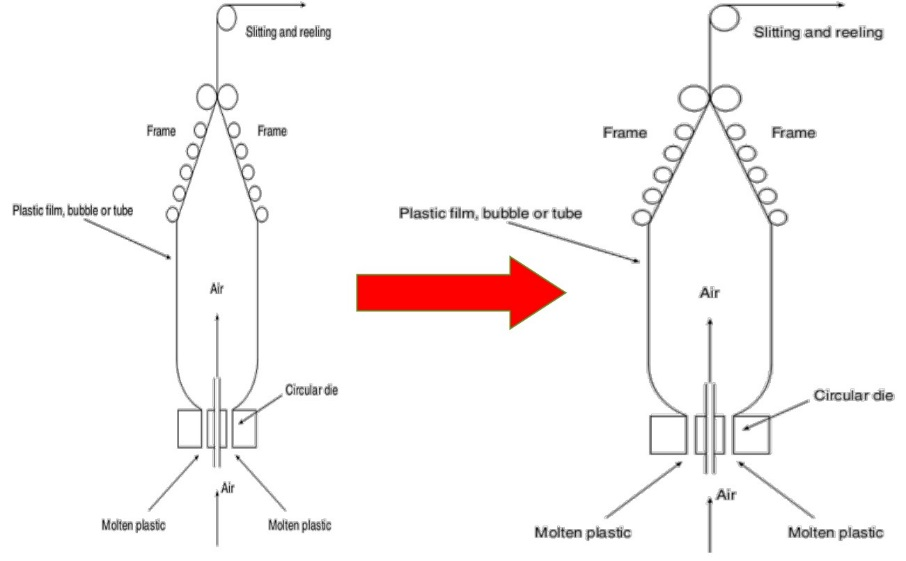 Slitting and reeling
Frame
Frame
Plastic film, bubble or tube
Air
Circular die
Air
Molten plastic
Molten plastic
Slitting and reeling
Frame
Frame
Plastic film, bubble or tube
Air
Circular die
Air
Molten plastic
Molten plastic